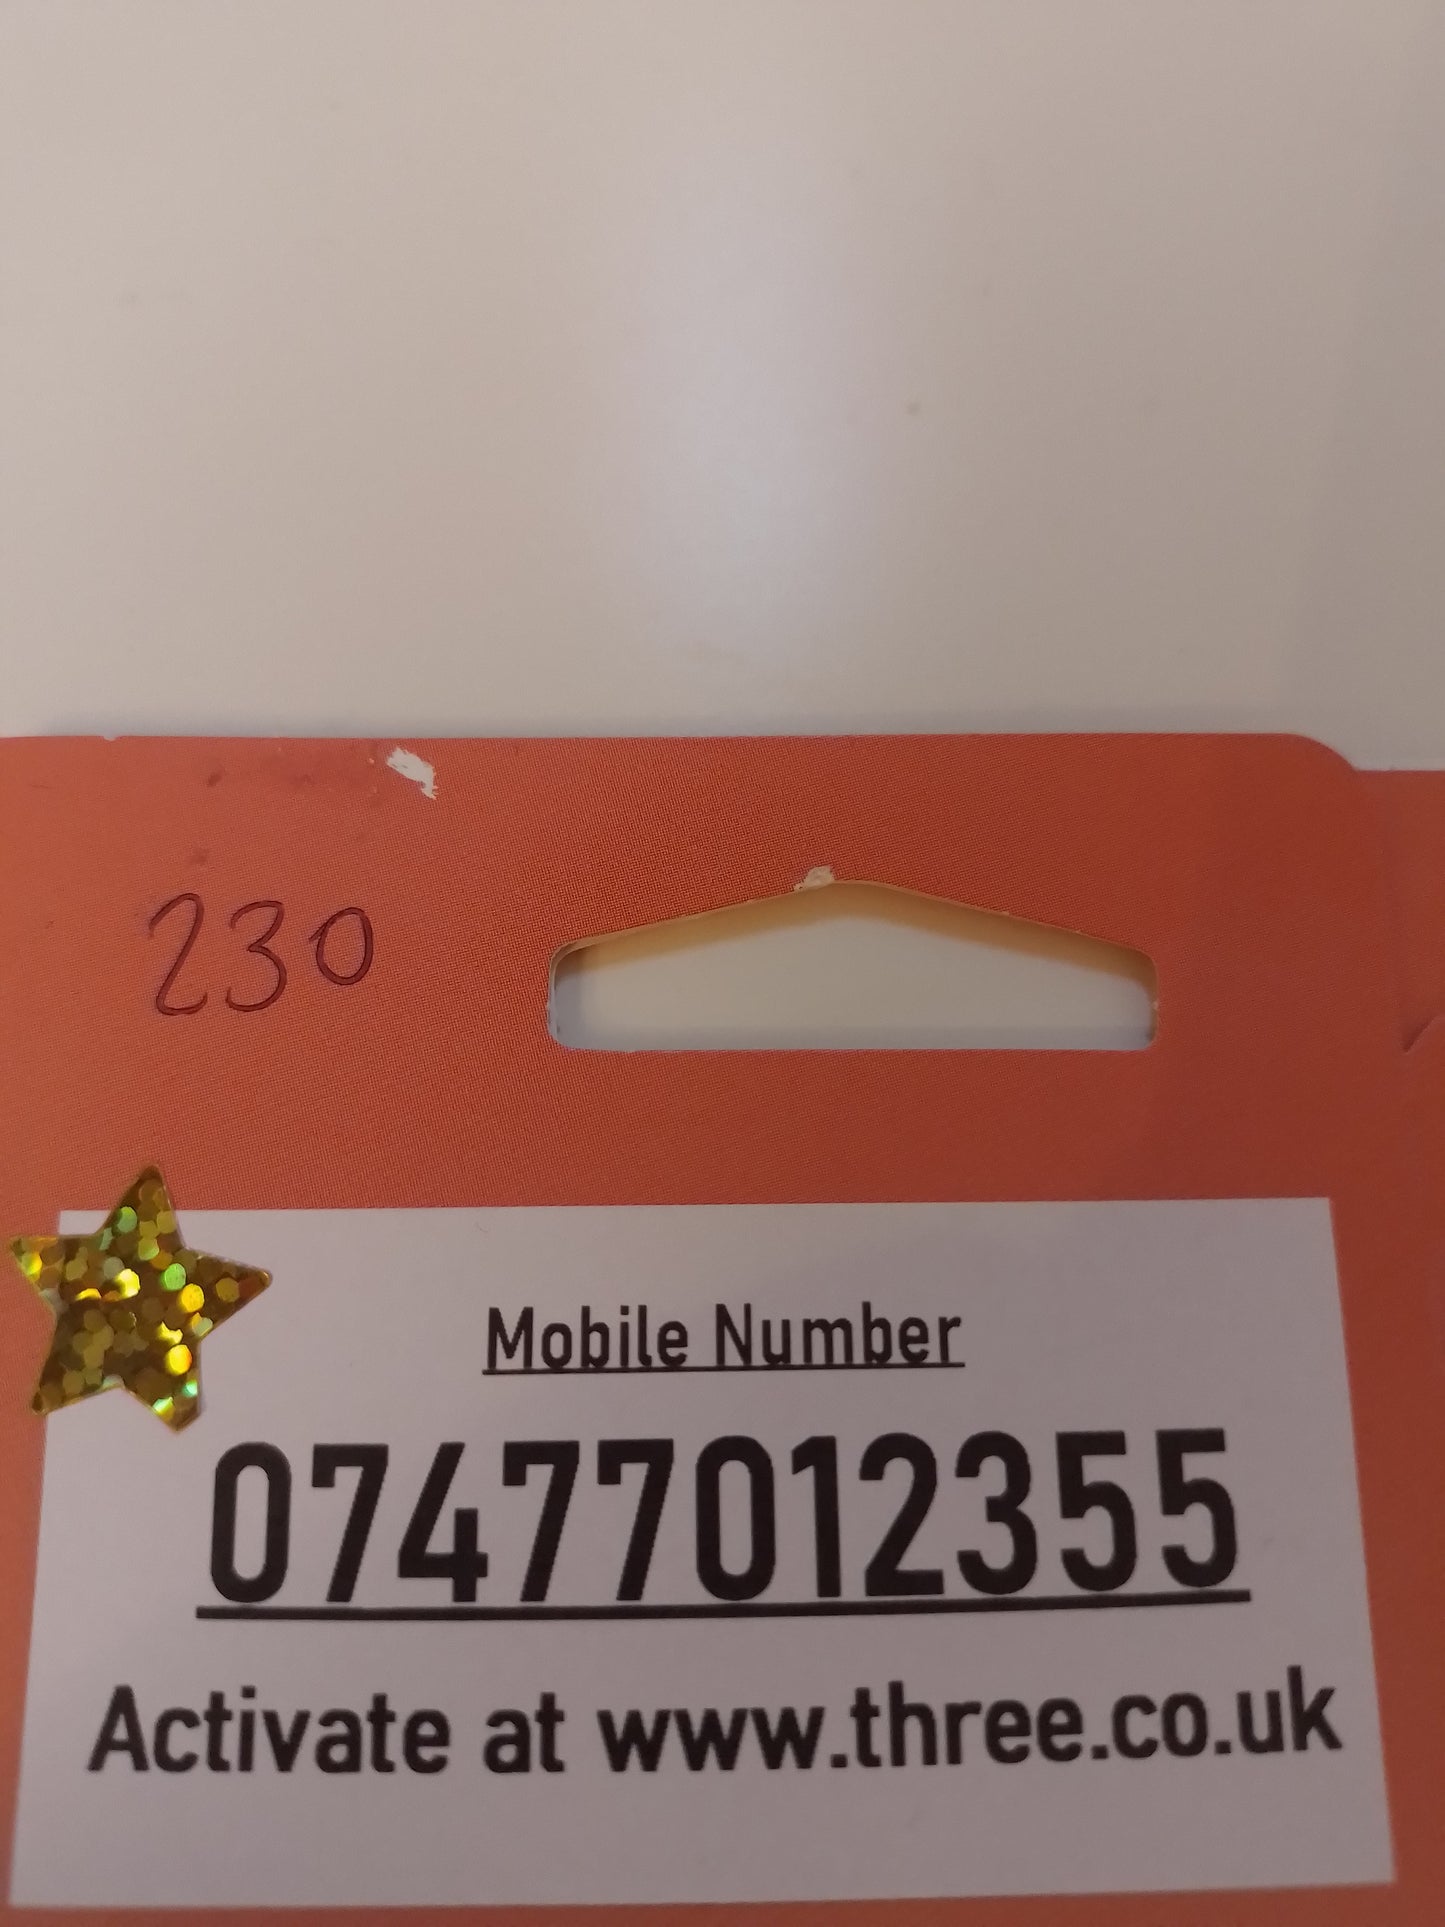 230
Mobile Number
07477012355
Activate at www.three.co.uk